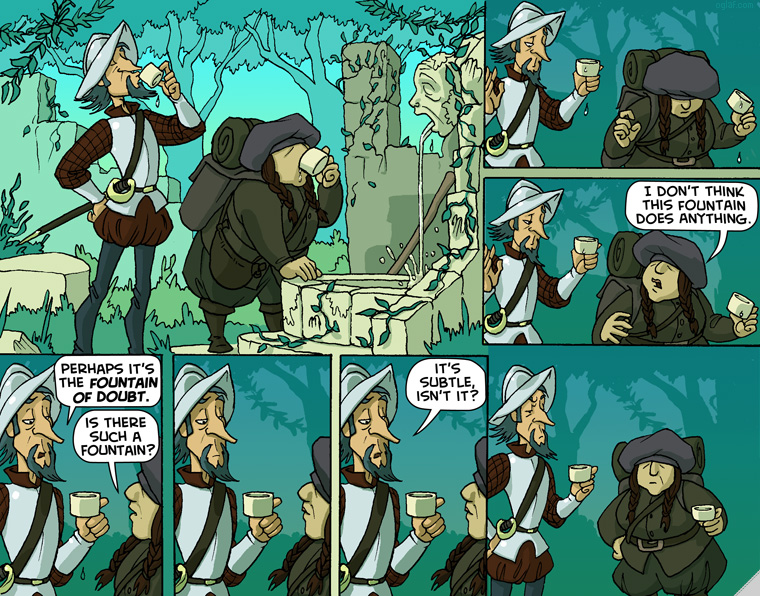 I DON'T THINK
THIS FOUNTAIN
DOES ANYTHING.
PERHAPS IT'S
THE FOUNTAIN
OF DOUBT.
IS THERE
SUCH A
FOUNTAIN?
IT'S
SUBTLE,
ISN'T IT?